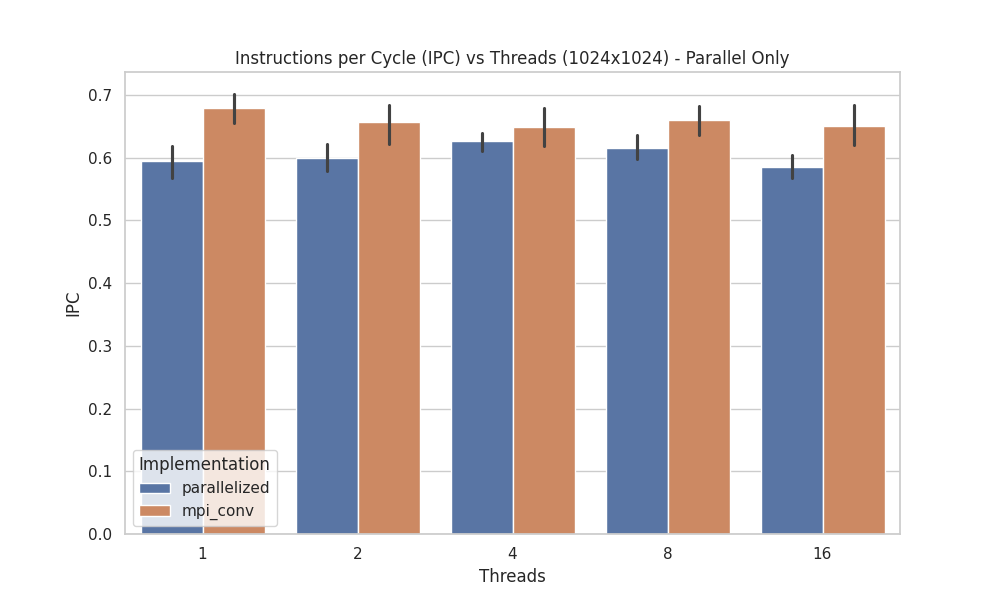 Instructions per Cycle (IPC) vs Threads (1024x1024) - Parallel Only
IPC
0.7
0.6
0.5
0.4
0.3
0.2
0.1
0.0
Implementation
parallelized
mpi_conv
1 2 4 8 16
Threads